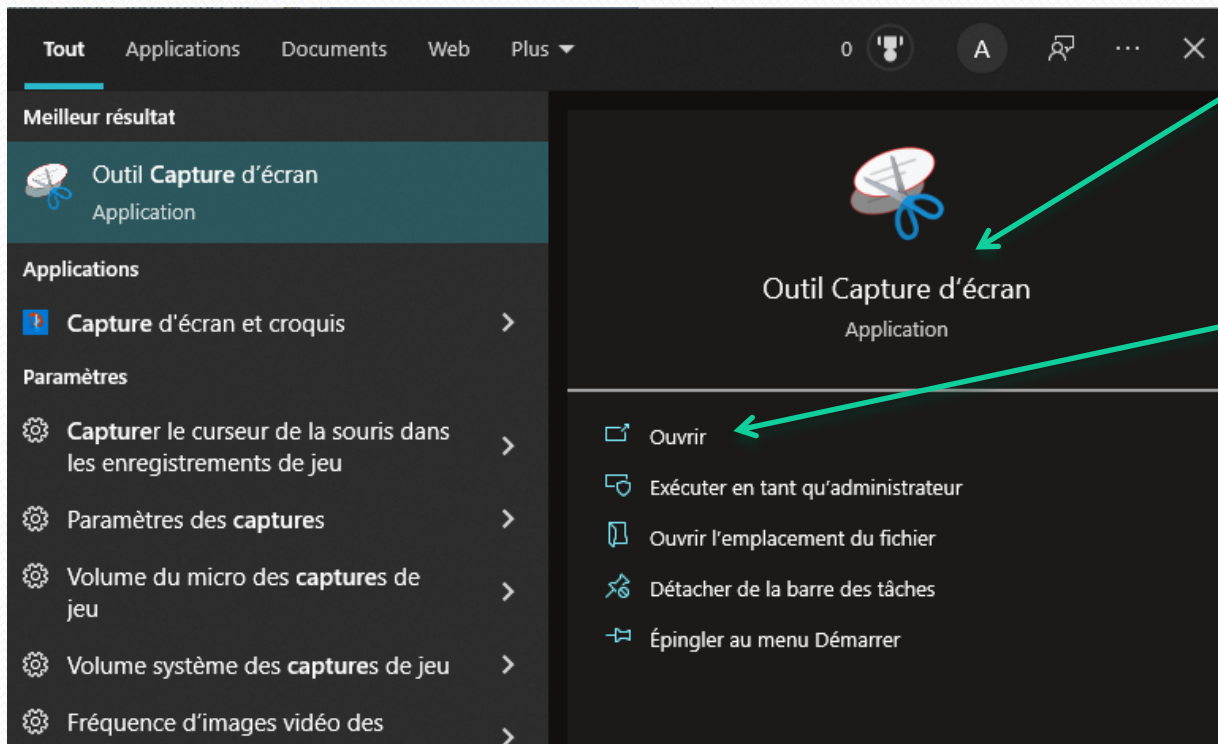 Tout Applications Documents Web Plus 0 A ...
Meilleur résultat
Outil Capture d’écran
Application
Applications
Capture d'écran et croquis
Paramètres
Capturer le curseur de la souris dans
les enregistrements de jeu
Paramètres des captures
Volume du micro des captures de
jeu
Volume système des captures de jeu
Fréquence d’images vidéo des
Outil Capture d’écran
Application
Ouvrir
Exécuter en tant qu’administrateur
Ouvrir l’emplacement du fichier
Détacher de la barre des tâches
Épingler au menu Démarrer